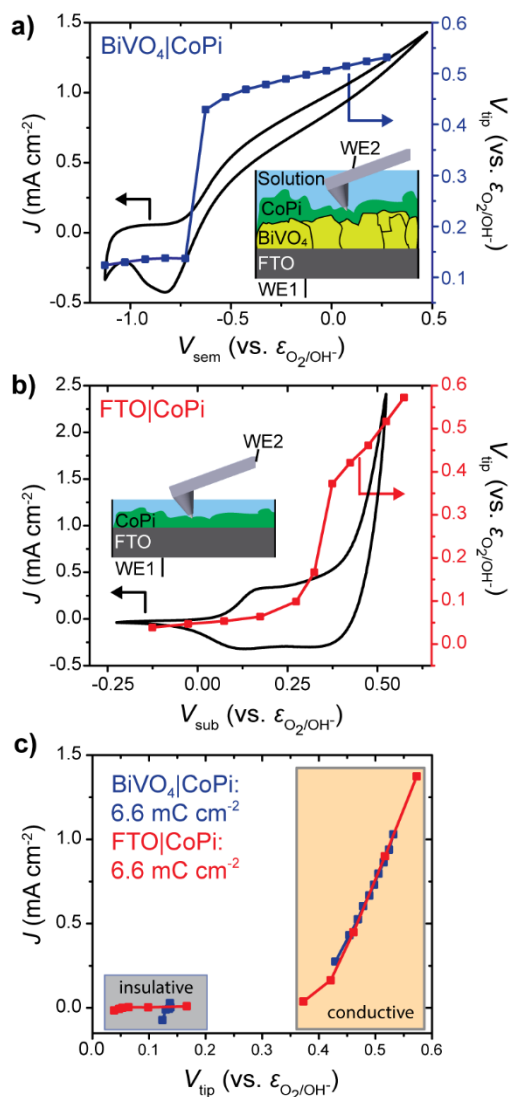 a)
BiVO₄|CoPi
J (mA cm⁻²)
1.5
1.0
0.5
0.0
-0.5
0.6
0.5
0.4
0.3
0.2
0.1
V_tip (vs. ε_O₂/OH⁻)
WE2
Solution
CoPi
BiVO₄
FTO
WE1
-1.0 -0.5 0.0 0.5
V_sem (vs. ε_O₂/OH⁻)
b)
FTO|CoPi
J (mA cm⁻²)
2.5
2.0
1.5
1.0
0.5
0.0
-0.5
0.6
0.5
0.4
0.3
0.2
0.1
0.0
V_tip (vs. ε_O₂/OH⁻)
WE2
CoPi
FTO
WE1
-0.25 0.00 0.25 0.50
V_sub (vs. ε_O₂/OH⁻)
c)
J (mA cm⁻²)
1.5
1.0
0.5
0.0
BiVO₄|CoPi:
6.6 mC cm⁻²
FTO|CoPi:
6.6 mC cm⁻²
insulative
conductive
0.0 0.1 0.2 0.3 0.4 0.5 0.6
V_tip (vs. ε_O₂/OH⁻)